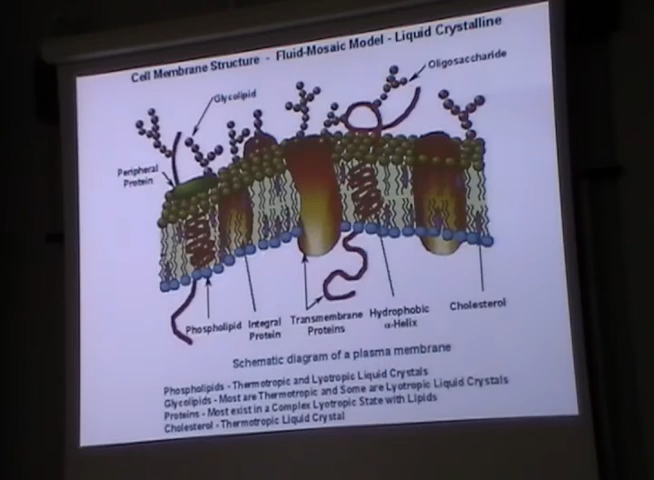 Cell Membrane Structure - Fluid-Mosaic Model - Liquid Crystalline
Oligosaccharide
Glycolipid
Peripheral
Protein
Phospholipid
Integral
Protein
Transmembrane
Proteins
Hydrophobic
α-Helix
Cholesterol
Schematic diagram of a plasma membrane
Phospholipids - Thermotropic and Lyotropic Liquid Crystals
Glycolipids - Most are Thermotropic and Some are Lyotropic Liquid Crystals
Proteins - Most exist in a Complex Lyotropic State with Lipids
Cholesterol - Thermotropic Liquid Crystal